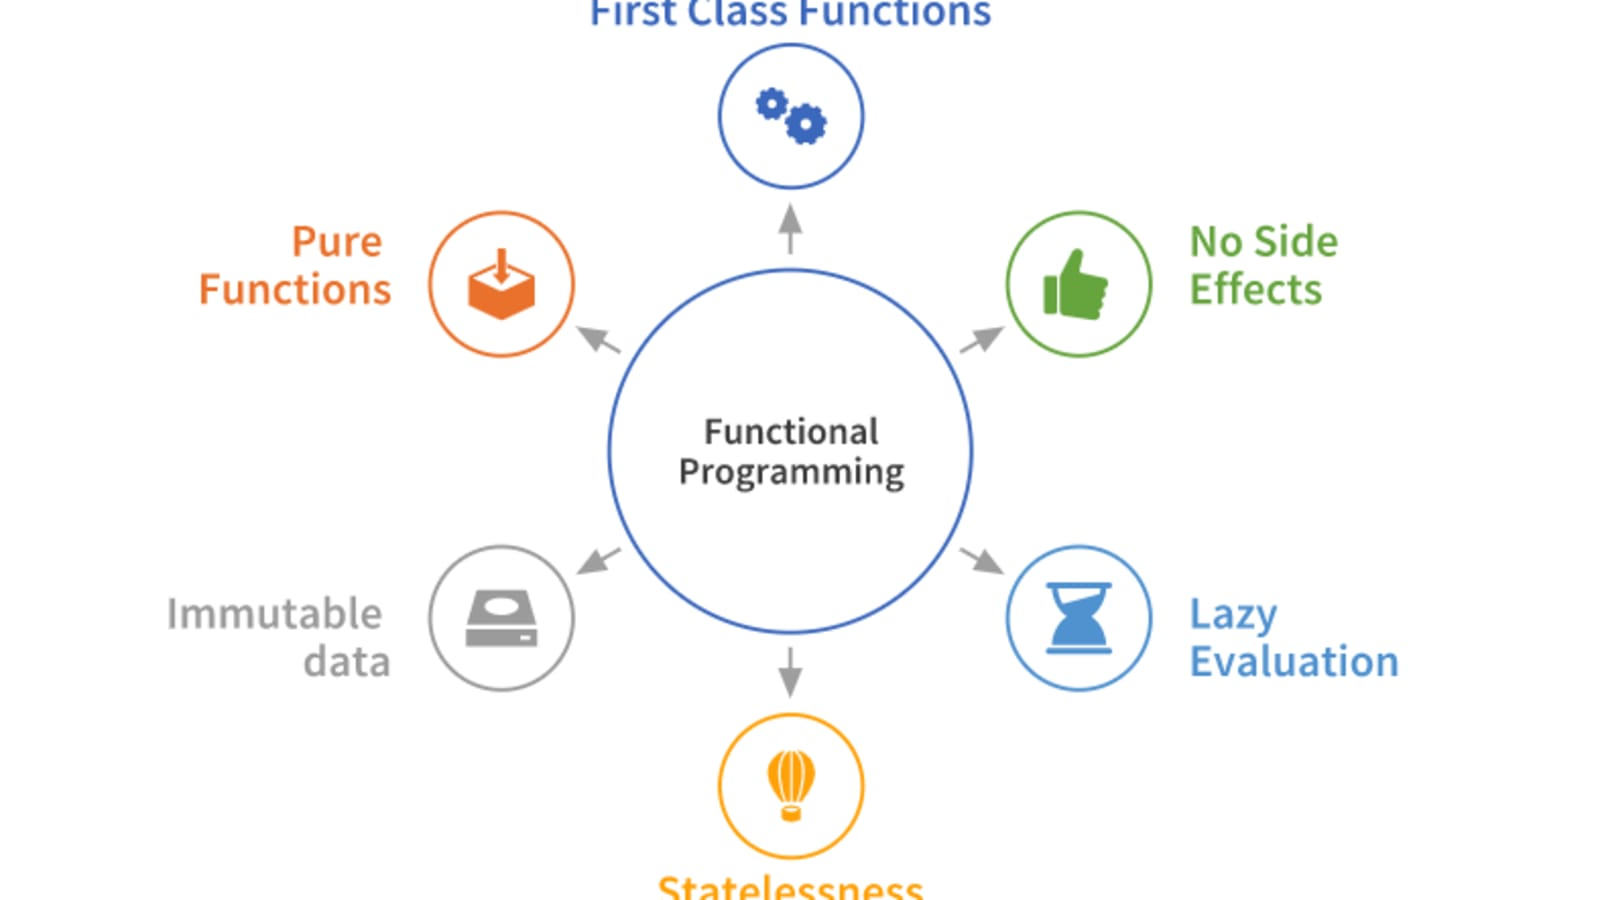 First Class Functions
Pure
Functions
No Side
Effects
Functional
Programming
Immutable
data
Lazy
Evaluation
Statelessness